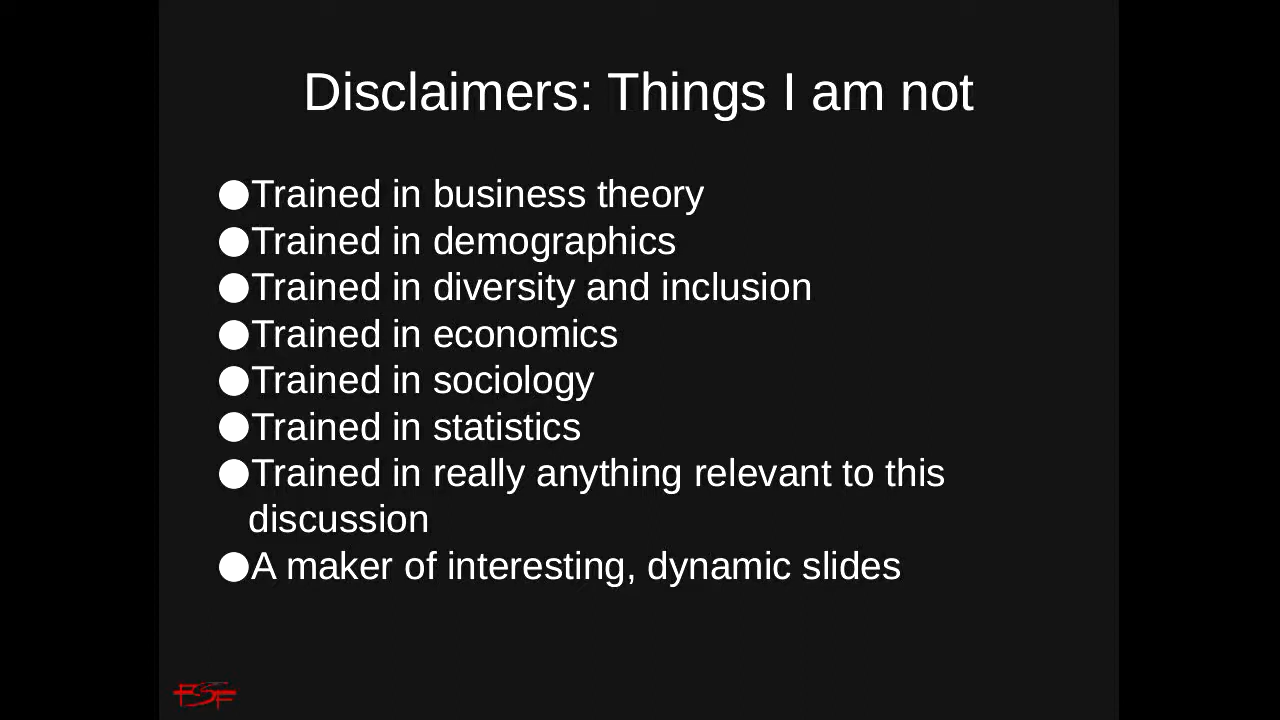 Disclaimers: Things I am not
●Trained in business theory
●Trained in demographics
●Trained in diversity and inclusion
●Trained in economics
●Trained in sociology
●Trained in statistics
●Trained in really anything relevant to this
discussion
●A maker of interesting, dynamic slides
FSF